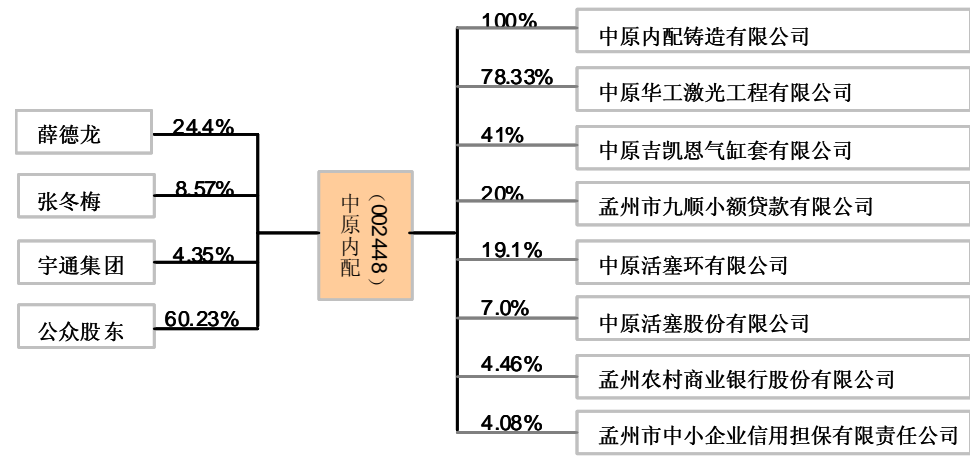 薛德龙
24.4%
张冬梅
8.57%
宇通集团
4.35%
公众股东
60.23%
中原内配
(002448)
100%
中原内配铸造有限公司
78.33%
中原华工激光工程有限公司
41%
中原吉凯恩气缸套有限公司
20%
孟州市九顺小额贷款有限公司
19.1%
中原活塞环有限公司
7.0%
中原活塞股份有限公司
4.46%
孟州农村商业银行股份有限公司
4.08%
孟州市中小企业信用担保有限责任公司